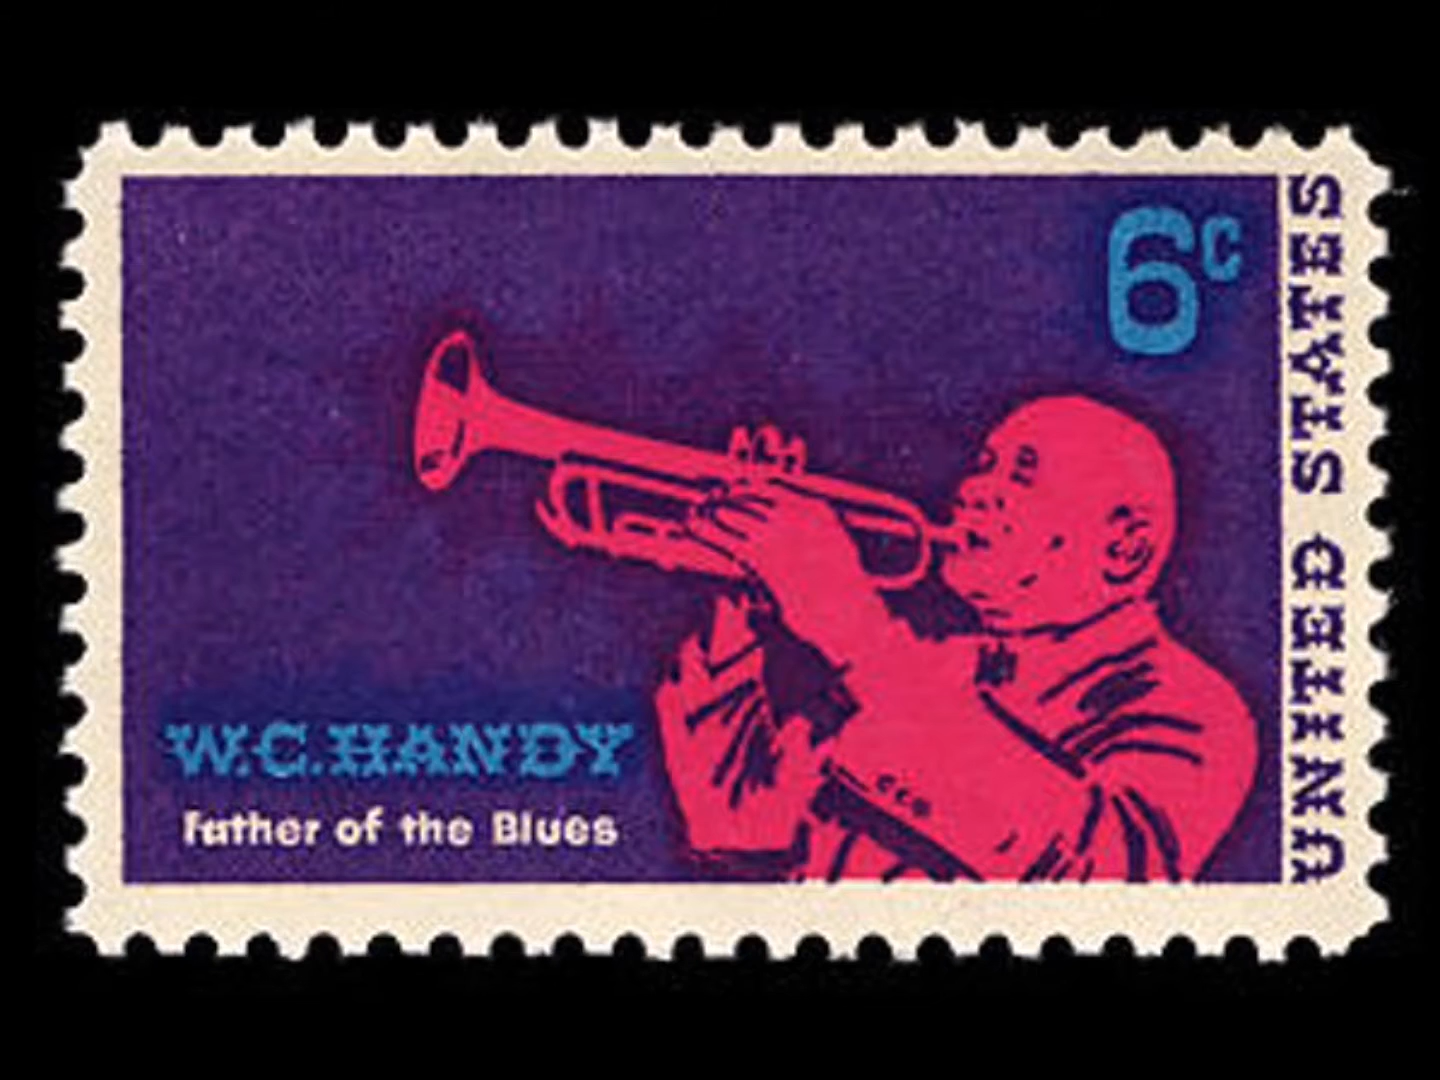 6c
UNITED STATES
W.C.HANDY
Father of the Blues